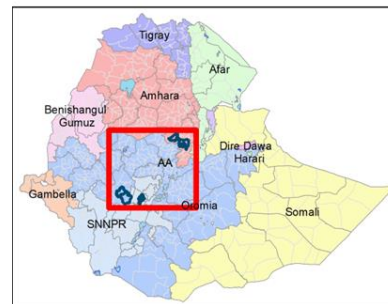 Tigray
Afar
Amhara
Benishangul
Gumuz
Dire Dawa
AA
Harari
Gambella
Oromia
Somali
SNNPR